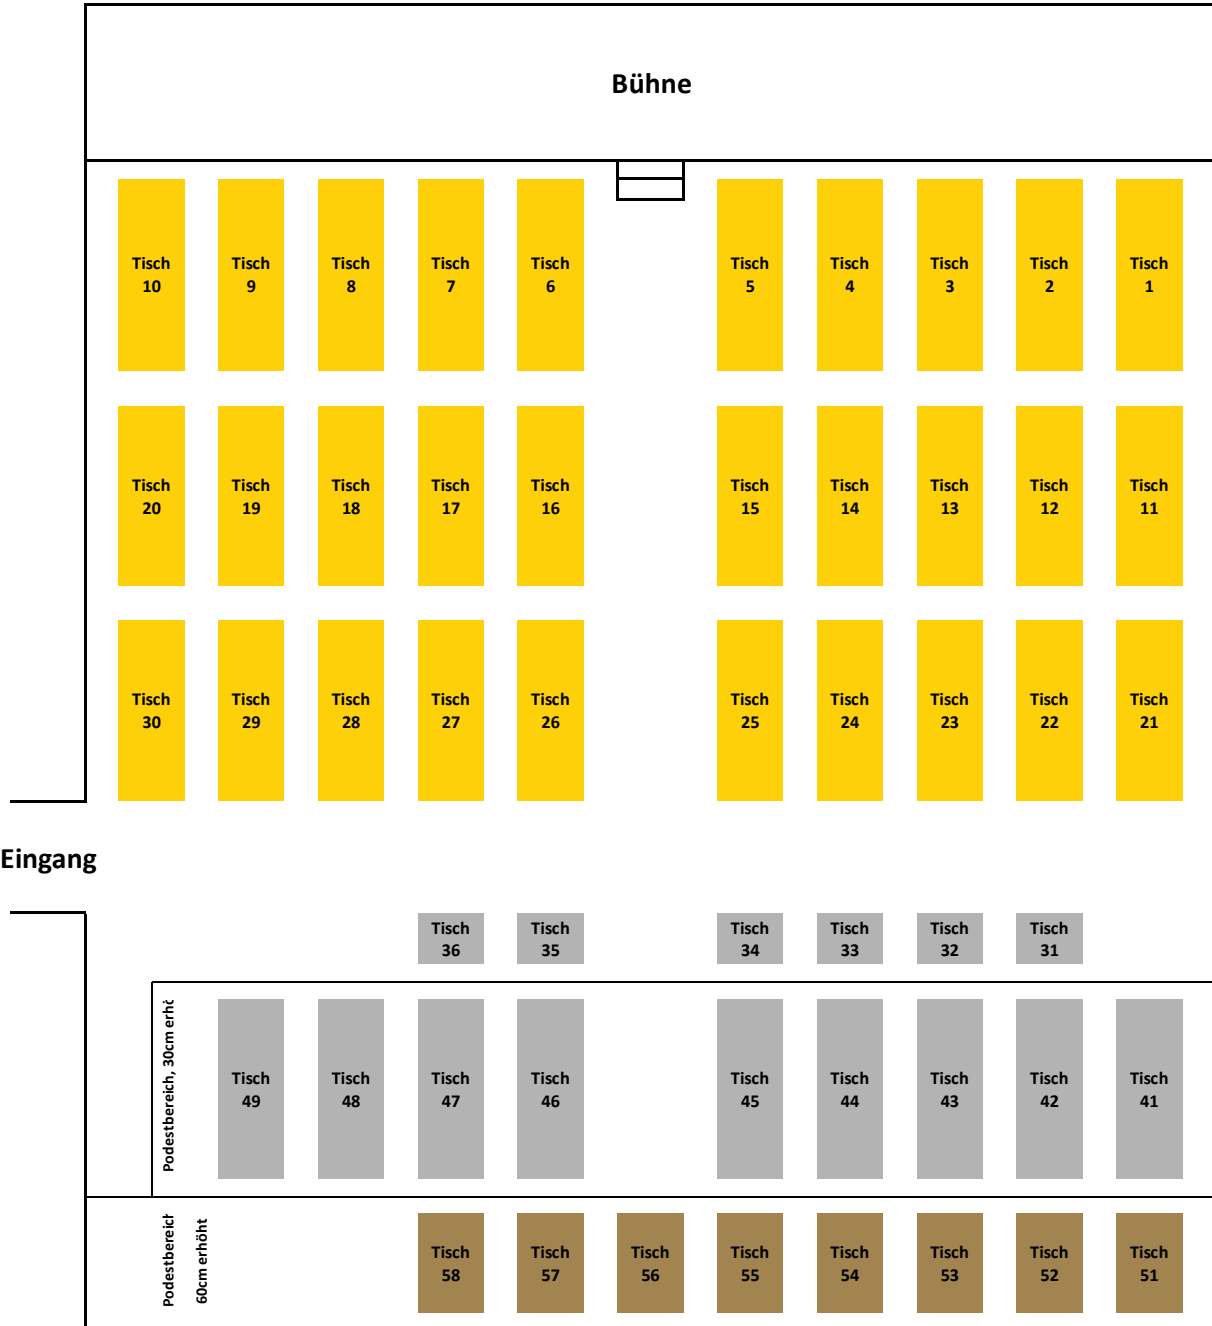 Bühne
Tisch Tisch Tisch Tisch Tisch Tisch Tisch Tisch Tisch Tisch
10 9 8 7 6 5 4 3 2 1
Tisch Tisch Tisch Tisch Tisch Tisch Tisch Tisch Tisch Tisch
20 19 18 17 16 15 14 13 12 11
Tisch Tisch Tisch Tisch Tisch Tisch Tisch Tisch Tisch Tisch
30 29 28 27 26 25 24 23 22 21
Eingang
Tisch Tisch Tisch Tisch Tisch Tisch
36 35 34 33 32 31
Podestbereich, 30cm erhö
Tisch Tisch Tisch Tisch Tisch Tisch Tisch Tisch Tisch
49 48 47 46 45 44 43 42 41
Podestbereich
60cm erhöht
Tisch Tisch Tisch Tisch Tisch Tisch Tisch Tisch
58 57 56 55 54 53 52 51